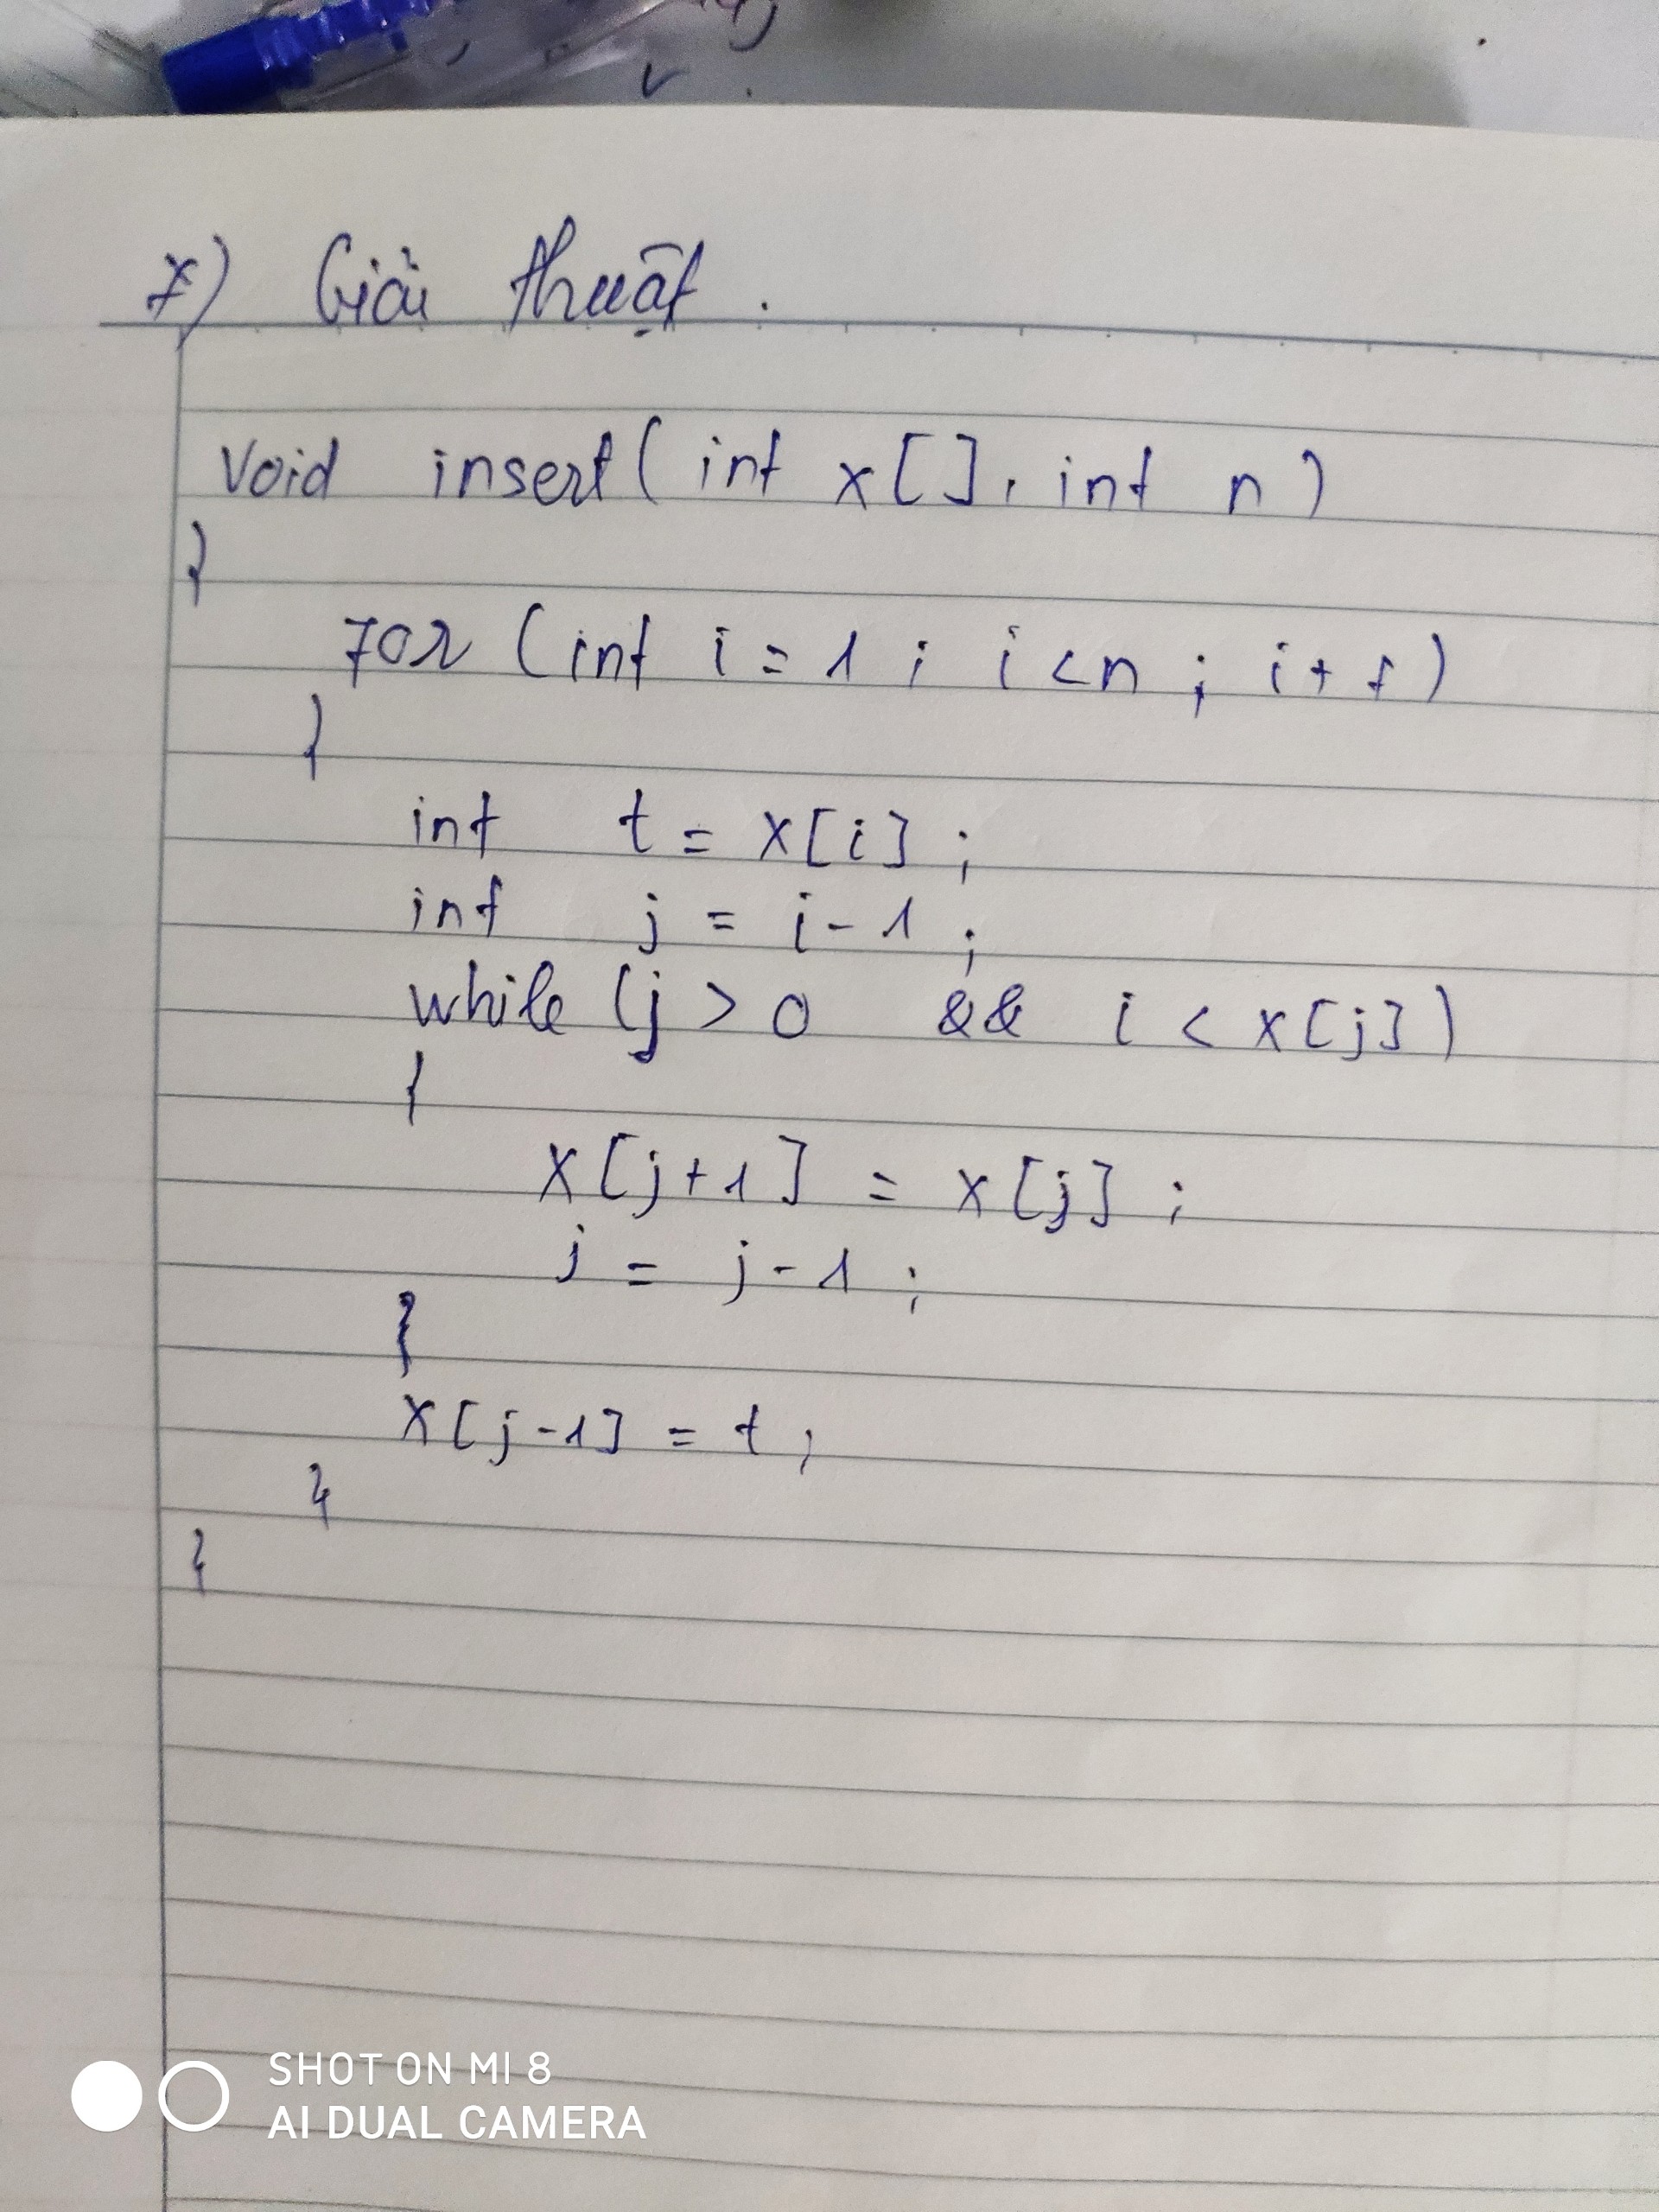 7) Giải thuật.
void insert(int x[], int n)
{
for (int i = 1; i < n; i++)
{
int t = x[i];
int j = i-1;
while (j > 0 && i < x[j])
{
x[j+1] = x[j];
j = j-1;
}
x[j-1] = t;
}
}
SHOT ON MI 8
AI DUAL CAMERA